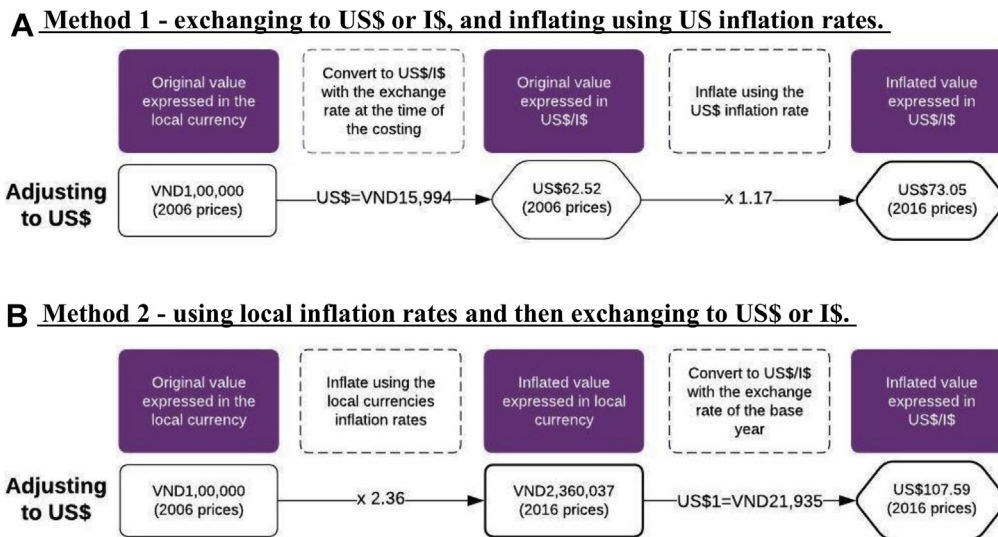 A Method 1 - exchanging to US$ or I$, and inflating using US inflation rates.
Original value
expressed in the
local currency
Convert to US$/I$
with the exchange
rate at the time of
the costing
Original value
expressed in
US$/I$
Inflate using the
US$ inflation rate
Inflated value
expressed in
US$/I$
Adjusting
to US$
VND1,00,000
(2006 prices)
US$=VND15,994
US$62.52
(2006 prices)
x 1.17
US$73.05
(2016 prices)
B Method 2 - using local inflation rates and then exchanging to US$ or I$.
Original value
expressed in the
local currency
Inflate using the
local currencies
inflation rates
Inflated value
expressed in local
currency
Convert to US$/I$
with the exchange
rate of the base
year
Inflated value
expressed in
US$/I$
Adjusting
to US$
VND1,00,000
(2006 prices)
x 2.36
VND2,360,037
(2016 prices)
US$1=VND21,935
US$107.59
(2016 prices)